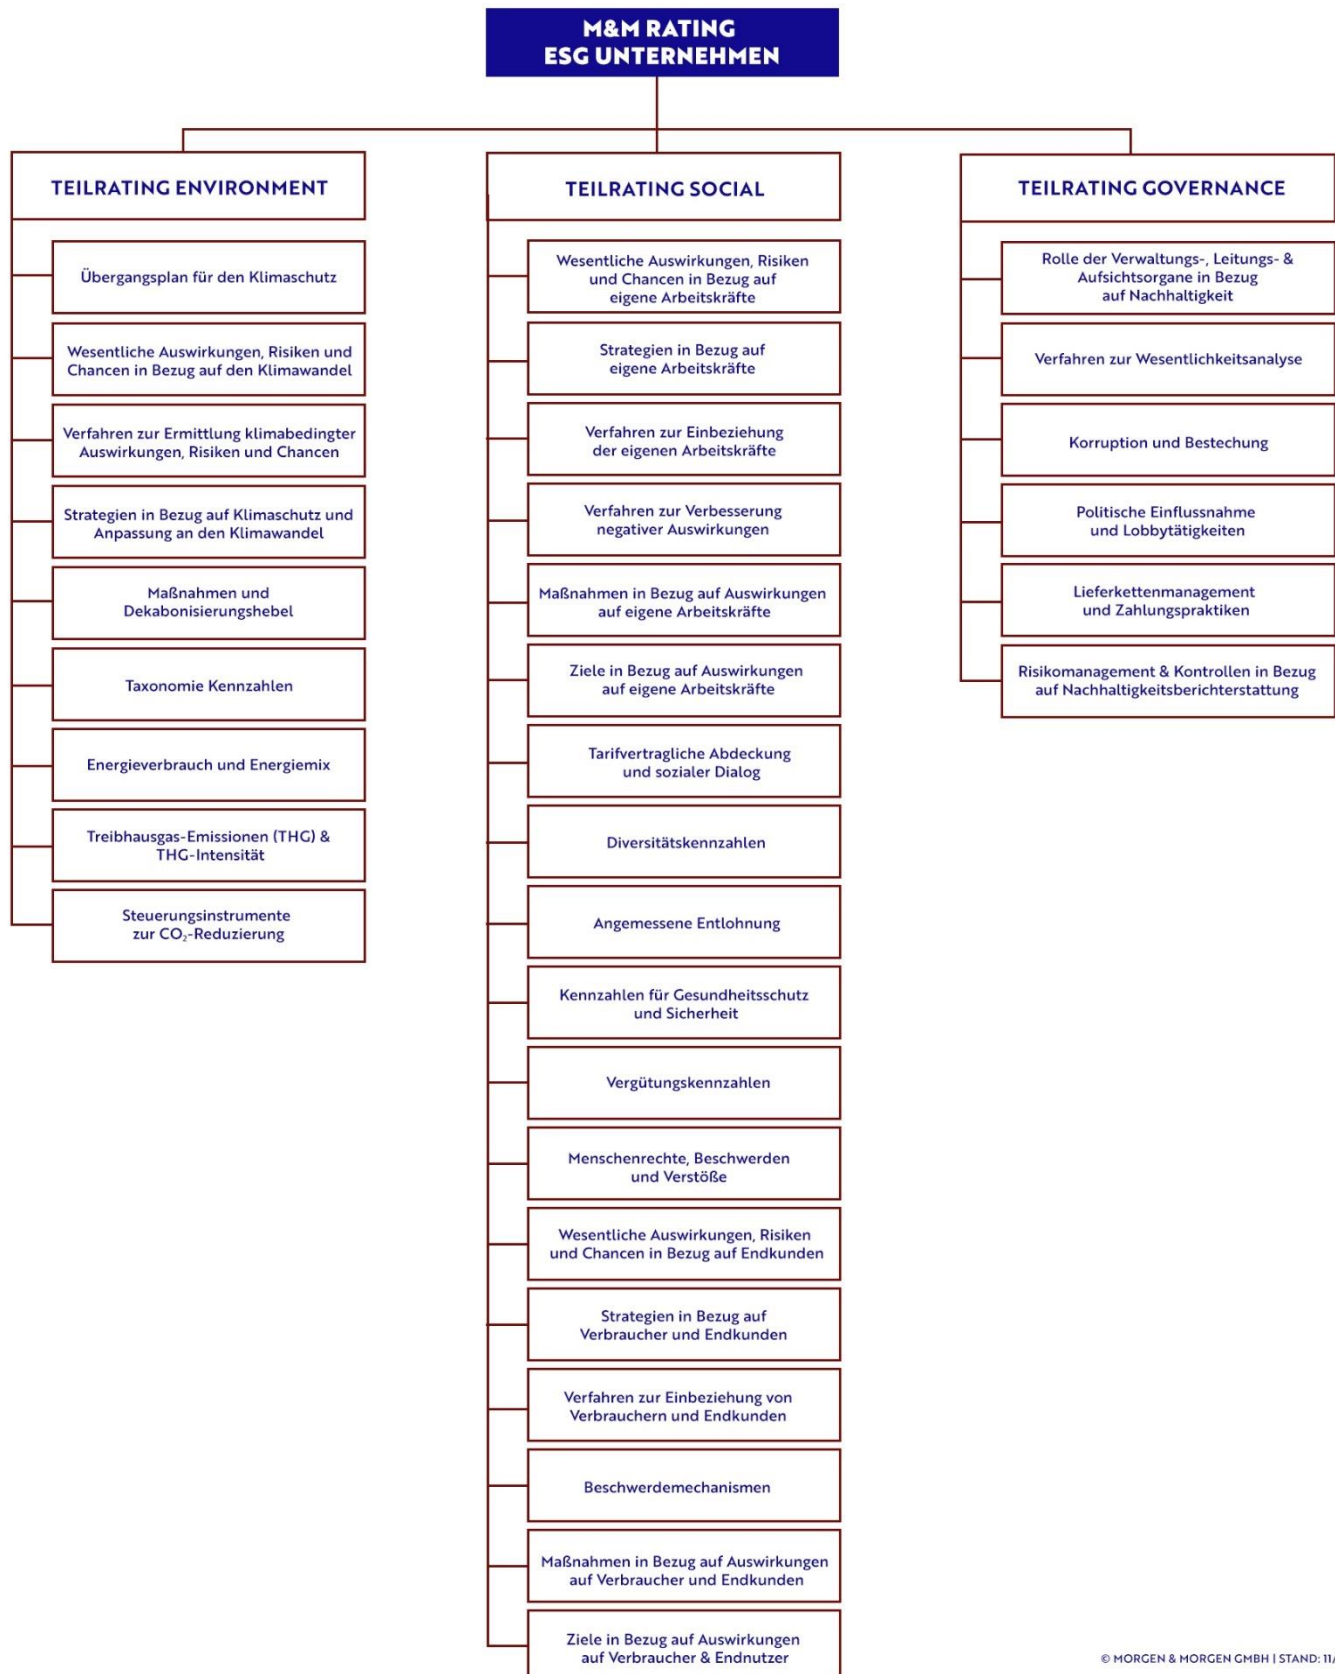 M&M RATING
ESG UNTERNEHMEN
TEILRATING ENVIRONMENT
Übergangsplan für den Klimaschutz
Wesentliche Auswirkungen, Risiken und
Chancen in Bezug auf den Klimawandel
Verfahren zur Ermittlung klimabedingter
Auswirkungen, Risiken und Chancen
Strategien in Bezug auf Klimaschutz und
Anpassung an den Klimawandel
Maßnahmen und
Dekabonisierungshebel
Taxonomie Kennzahlen
Energieverbrauch und Energiemix
Treibhausgas-Emissionen (THG) &
THG-Intensität
Steuerungsinstrumente
zur CO₂-Reduzierung
TEILRATING SOCIAL
Wesentliche Auswirkungen, Risiken
und Chancen in Bezug auf
eigene Arbeitskräfte
Strategien in Bezug auf
eigene Arbeitskräfte
Verfahren zur Einbeziehung
der eigenen Arbeitskräfte
Verfahren zur Verbesserung
negativer Auswirkungen
Maßnahmen in Bezug auf Auswirkungen
auf eigene Arbeitskräfte
Ziele in Bezug auf Auswirkungen
auf eigene Arbeitskräfte
Tarifvertragliche Abdeckung
und sozialer Dialog
Diversitätskennzahlen
Angemessene Entlohnung
Kennzahlen für Gesundheitsschutz
und Sicherheit
Vergütungskennzahlen
Menschenrechte, Beschwerden
und Verstöße
Wesentliche Auswirkungen, Risiken
und Chancen in Bezug auf Endkunden
Strategien in Bezug auf
Verbraucher und Endkunden
Verfahren zur Einbeziehung von
Verbrauchern und Endkunden
Beschwerdemechanismen
Maßnahmen in Bezug auf Auswirkungen
auf Verbraucher und Endkunden
Ziele in Bezug auf Auswirkungen
auf Verbraucher & Endnutzer
TEILRATING GOVERNANCE
Rolle der Verwaltungs-, Leitungs- &
Aufsichtsorgane in Bezug
auf Nachhaltigkeit
Verfahren zur Wesentlichkeitsanalyse
Korruption und Bestechung
Politische Einflussnahme
und Lobbytätigkeiten
Lieferkettenmanagement
und Zahlungspraktiken
Risikomanagement & Kontrollen in Bezug
auf Nachhaltigkeitsberichterstattung
© MORGEN & MORGEN GMBH | STAND: 11/